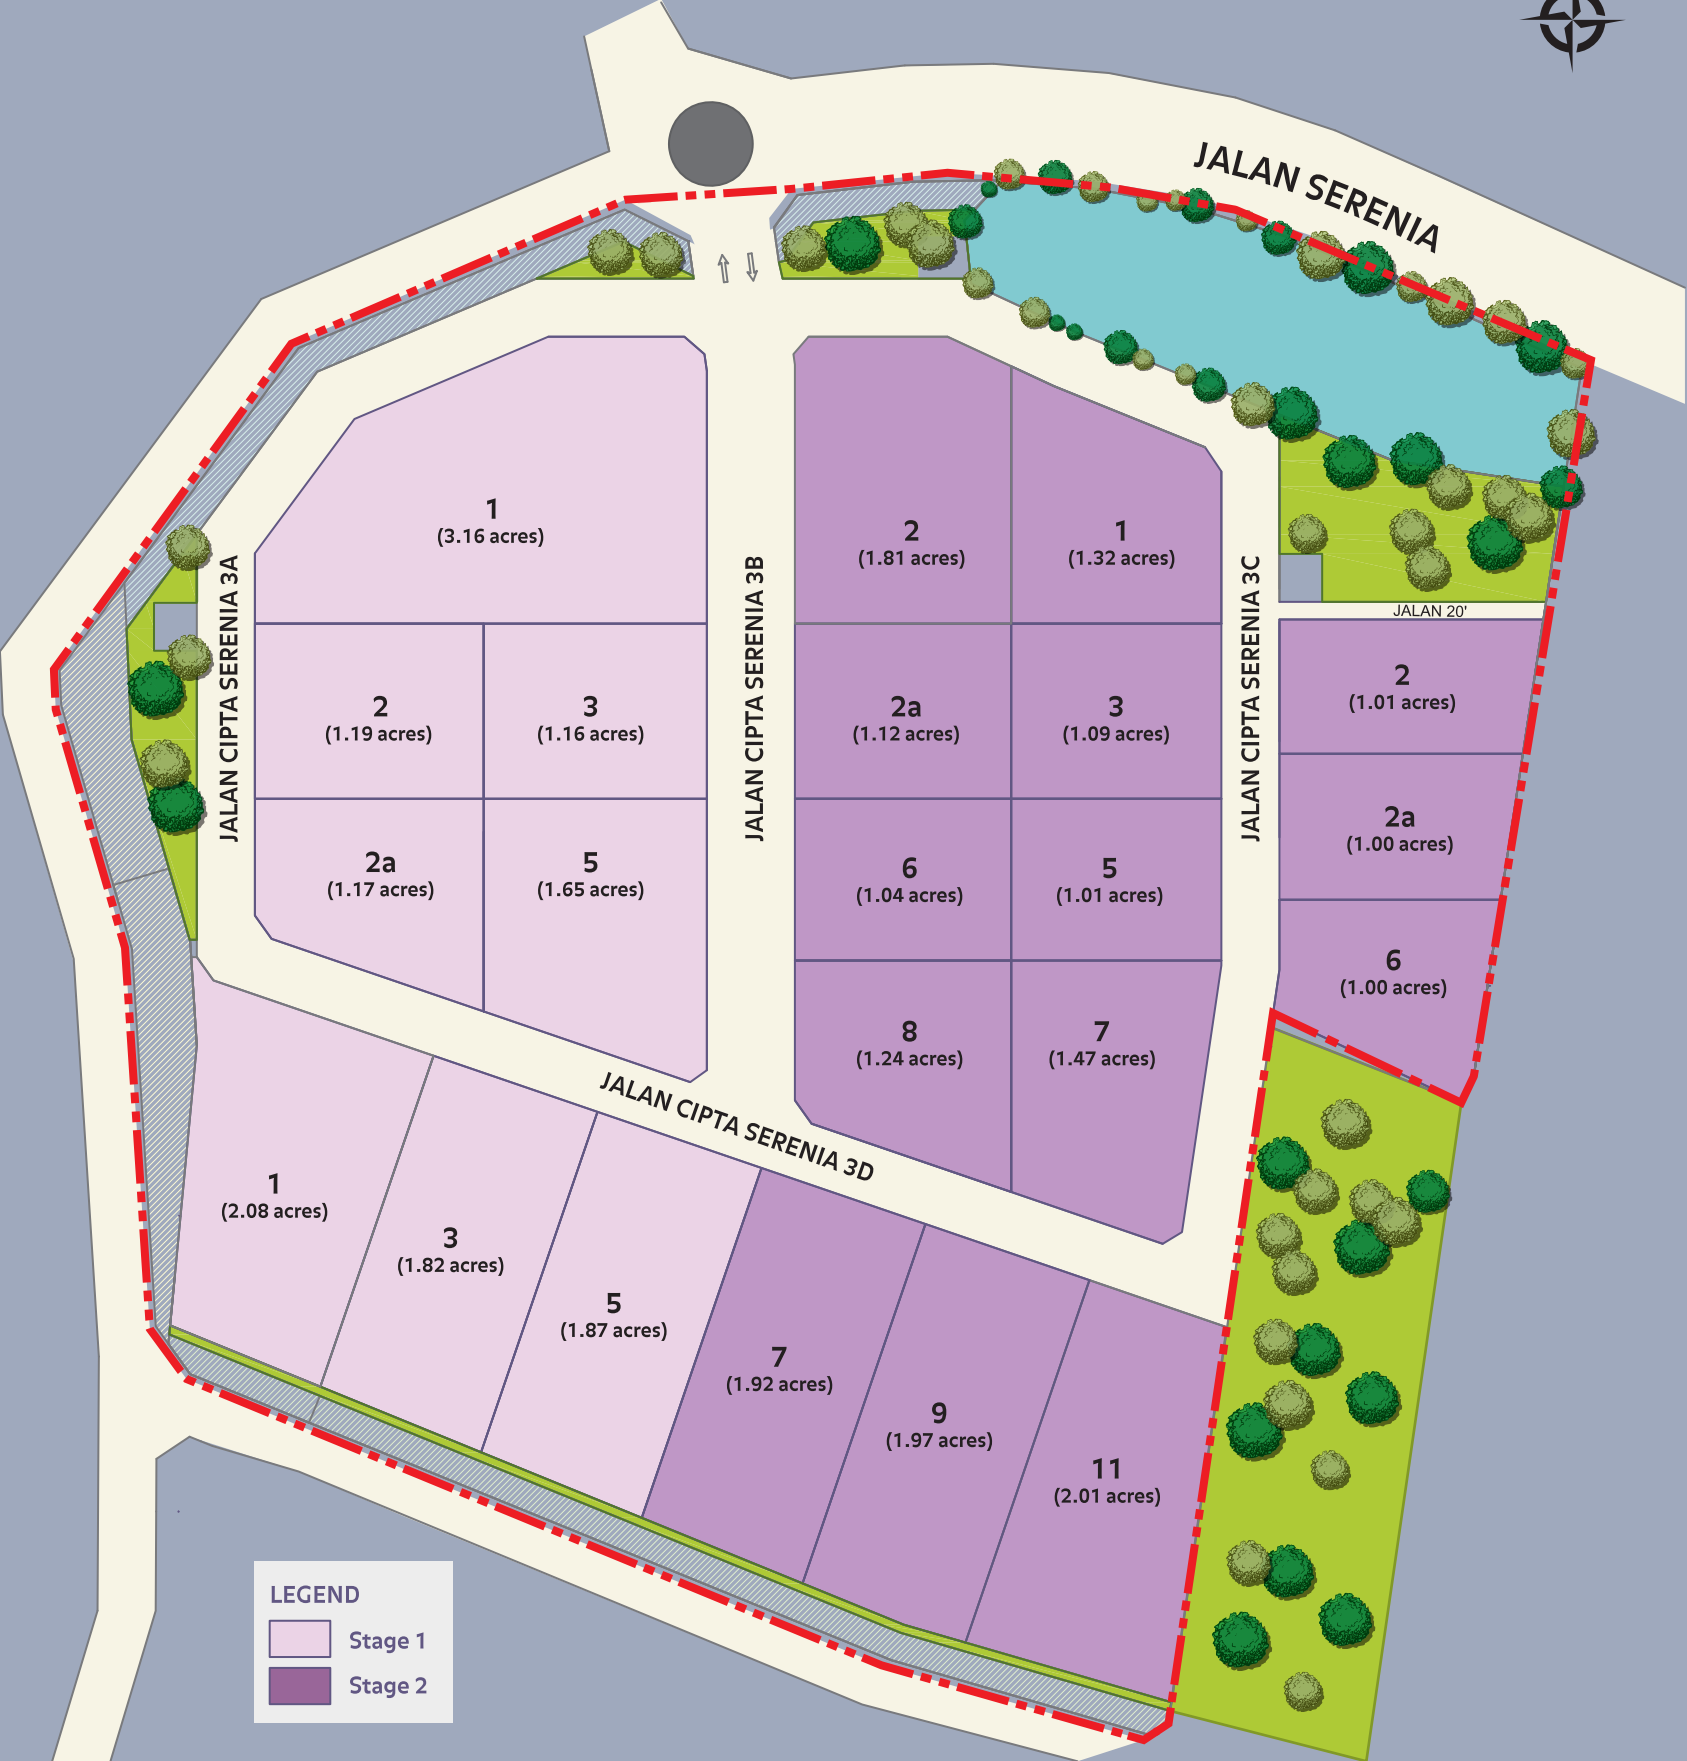 JALAN SERENIA
1
(3.16 acres)
2
(1.81 acres)
1
(1.32 acres)
JALAN CIPTA SERENIA 3A
JALAN CIPTA SERENIA 3B
JALAN CIPTA SERENIA 3C
JALAN 20'
2
(1.19 acres)
3
(1.16 acres)
2a
(1.12 acres)
3
(1.09 acres)
2
(1.01 acres)
2a
(1.17 acres)
5
(1.65 acres)
6
(1.04 acres)
5
(1.01 acres)
2a
(1.00 acres)
6
(1.00 acres)
8
(1.24 acres)
7
(1.47 acres)
JALAN CIPTA SERENIA 3D
1
(2.08 acres)
3
(1.82 acres)
5
(1.87 acres)
7
(1.92 acres)
9
(1.97 acres)
11
(2.01 acres)
LEGEND
Stage 1
Stage 2